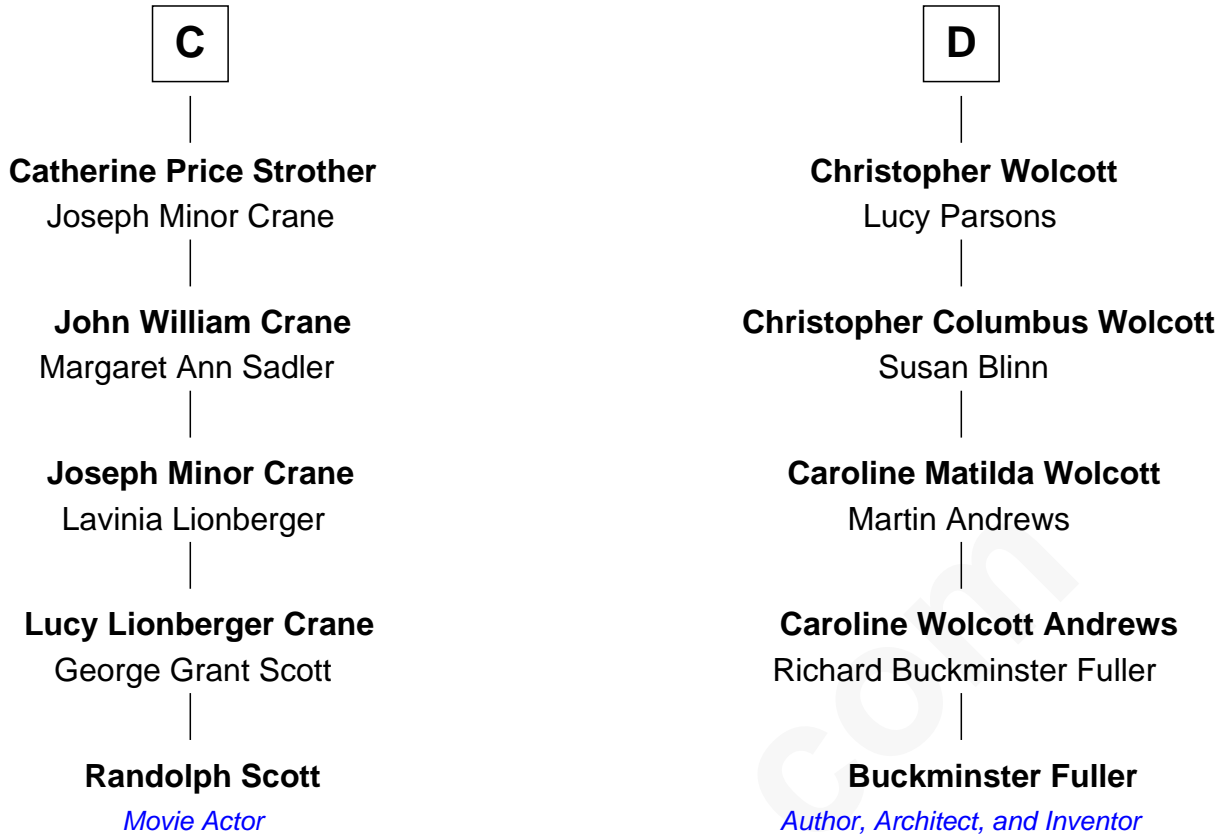 C
Catherine Price Strother
Joseph Minor Crane
John William Crane
Margaret Ann Sadler
Joseph Minor Crane
Lavinia Lionberger
Lucy Lionberger Crane
George Grant Scott
Randolph Scott
Movie Actor
D
Christopher Wolcott
Lucy Parsons
Christopher Columbus Wolcott
Susan Blinn
Caroline Matilda Wolcott
Martin Andrews
Caroline Wolcott Andrews
Richard Buckminster Fuller
Buckminster Fuller
Author, Architect, and Inventor
com